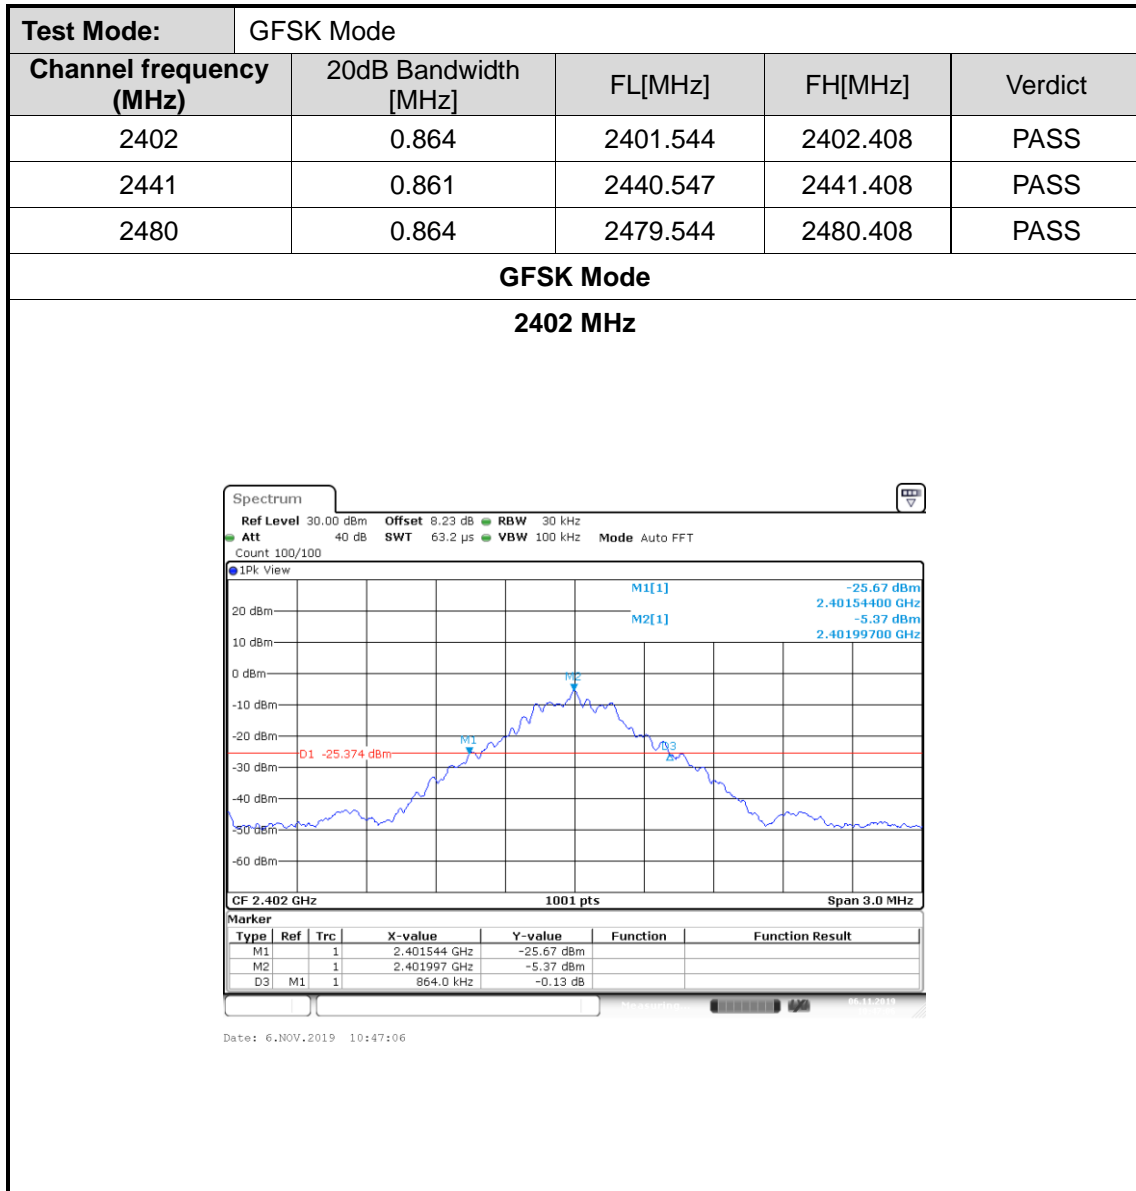 Test Mode: GFSK Mode
Channel frequency (MHz) 20dB Bandwidth [MHz] FL[MHz] FH[MHz] Verdict
2402 0.864 2401.544 2402.408 PASS
2441 0.861 2440.547 2441.408 PASS
2480 0.864 2479.544 2480.408 PASS
GFSK Mode
2402 MHz
Spectrum
Ref Level 30.00 dBm Offset 8.23 dB RBW 30 kHz
Att 40 dB SWT 63.2 µs VBW 100 kHz Mode Auto FFT
Count 100/100
1Pk View
M1[1] -25.67 dBm
2.40154400 GHz
20 dBm
M2[1] -5.37 dBm
2.40199700 GHz
10 dBm
0 dBm
M2
-10 dBm
-20 dBm
M1
D3
D1 -25.374 dBm
-30 dBm
-40 dBm
-50 dBm
-60 dBm
CF 2.402 GHz 1001 pts Span 3.0 MHz
Marker
Type Ref Trc X-value Y-value Function Function Result
M1 1 2.401544 GHz -25.67 dBm
M2 1 2.401997 GHz -5.37 dBm
D3 M1 1 864.0 kHz -0.13 dB
Measuring... 06.11.2019
Date: 6.NOV.2019 10:47:06